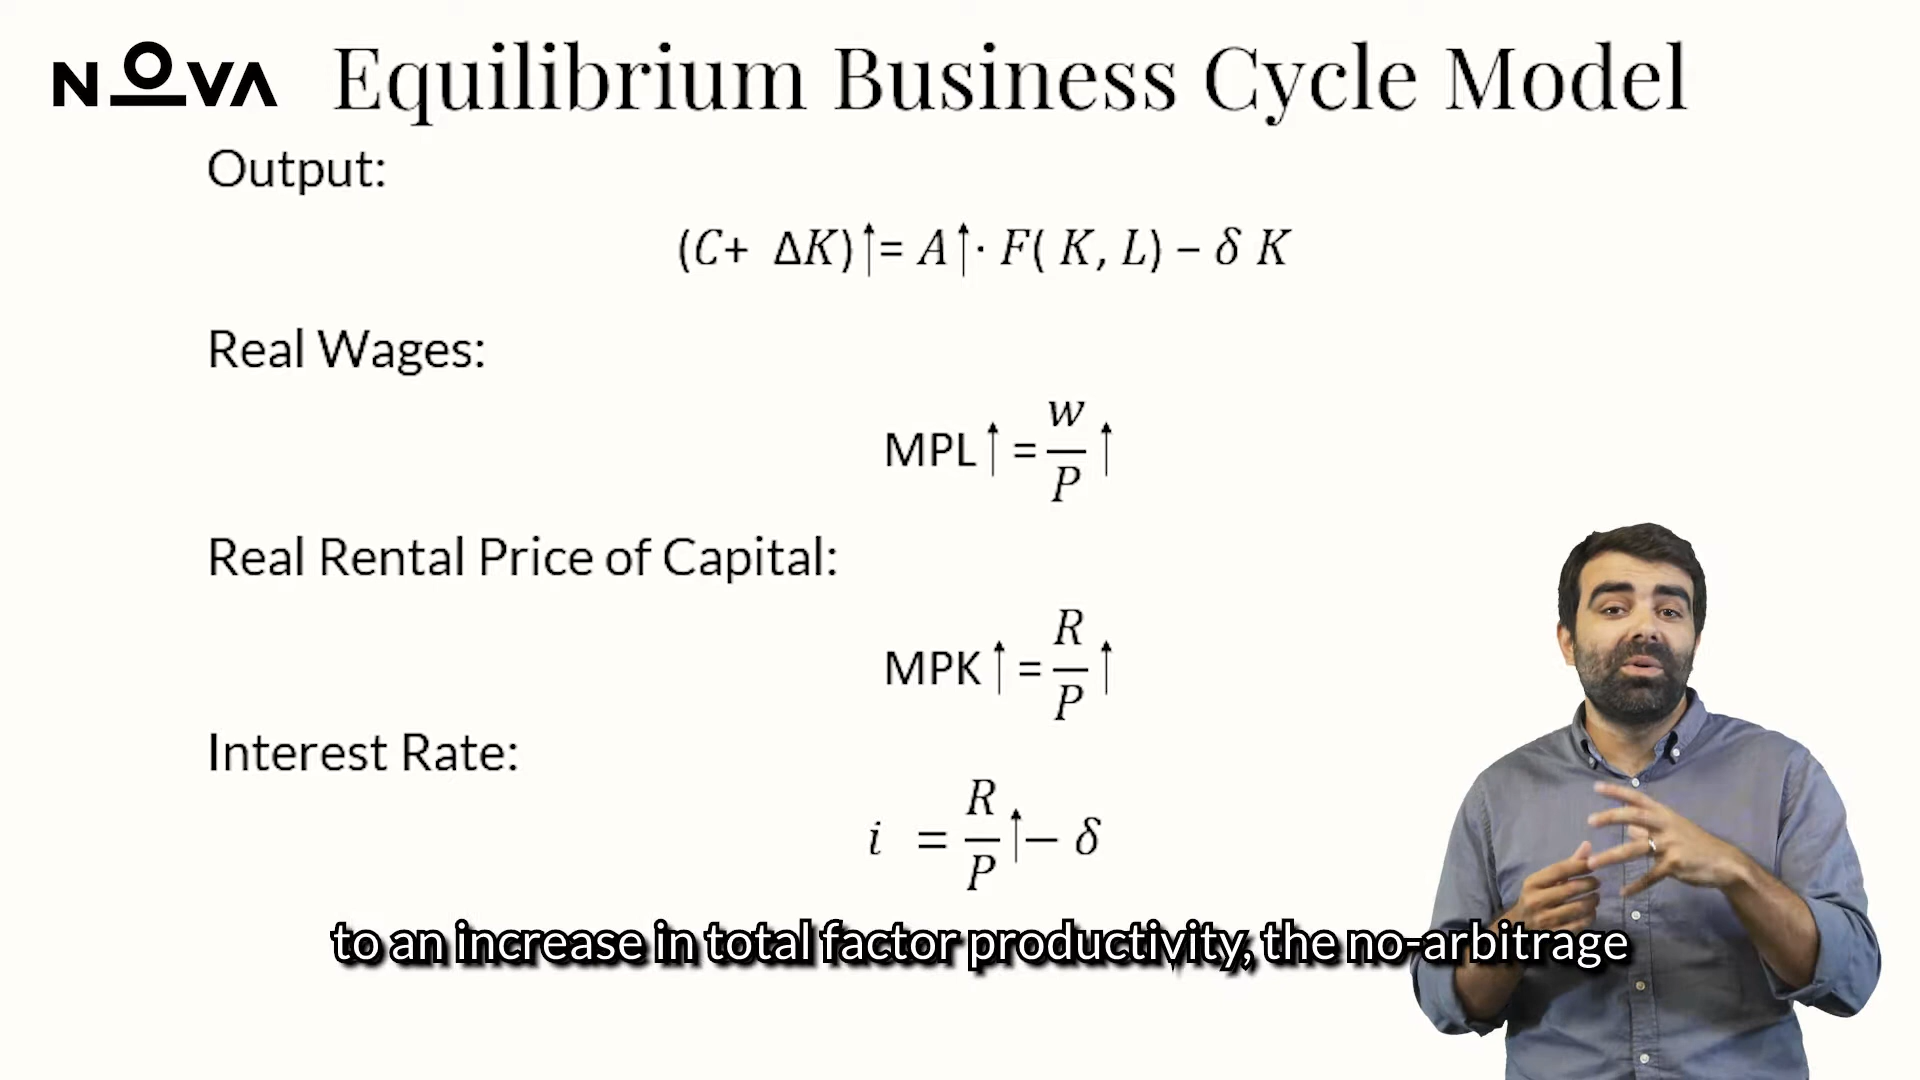 NOVA Equilibrium Business Cycle Model
Output:
(C+ ΔK)↑= A↑· F( K, L) − δ K
Real Wages:
MPL↑ = w/P ↑
Real Rental Price of Capital:
MPK↑ = R/P ↑
Interest Rate:
i = R/P ↑− δ
to an increase in total factor productivity, the no-arbitrage